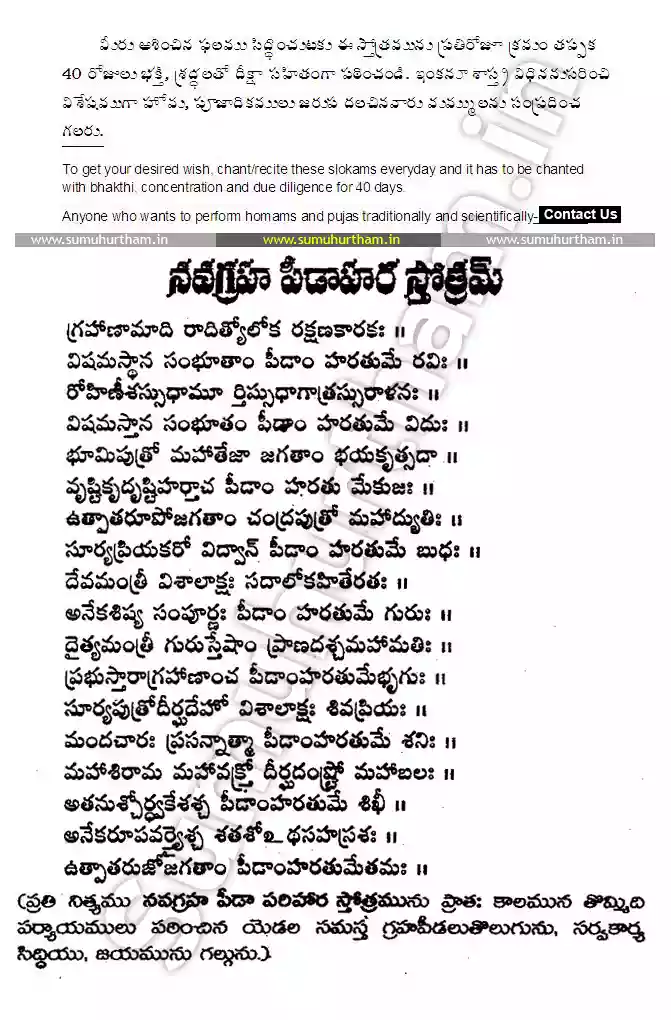 మీరు ఆశించిన ఫలము సిద్ధించుటకు ఈ స్తోత్రమును ప్రతిరోజూ క్రమం తప్పక
40 రోజులు భక్తి, శ్రద్ధలతో దీక్షా సహితంగా పఠించండి. ఇంకనూ శాస్త్ర విధిననుసరించి
విశేషముగా హోమ, పూజాదికములు జరుప దలచినవారు మమ్ములను సంప్రదించ
గలరు.
To get your desired wish, chant/recite these slokams everyday and it has to be chanted
with bhakthi, concentration and due diligence for 40 days.
Anyone who wants to perform homams and pujas traditionally and scientifically- Contact Us
www.sumuhurtham.in www.sumuhurtham.in www.sumuhurtham.in
నవగ్రహ పీడాహర స్తోత్రమ్
గ్రహాణామాది రాదిత్యోలోక రక్షణకారకః ॥
విషమస్థాన సంభూతాం పీడాం హరతుమే రవిః ॥
రోహిణీశస్సుధామూ ర్తిస్సుధాగాత్రస్సురాళనః ॥
విషమస్తాన సంభూతం పీడాం హరతుమే విదుః ॥
భూమిపుత్రో మహాతేజా జగతాం భయకృత్సదా ॥
వృష్టికృదృష్టిహర్తాచ పీడాం హరతు మేకుజః ॥
ఉత్పాతరూపోజగతాం చంద్రపుత్రో మహాద్యుతిః ॥
సూర్యప్రియకరో విద్వాన్ పీడాం హరతుమే బుధః ॥
దేవమంత్రీ విశాలాక్షః సదాలోకహితేరతః ॥
అనేకశిష్య సంపూర్ణః పీడాం హరతుమే గురుః ॥
దైత్యమంత్రీ గురుస్తేషాం ప్రాణదశ్చమహామతిః ॥
ప్రభుస్తారాగ్రహాణాంచ పీడాంహరతుమేభృగుః ॥
సూర్యపుత్రోదీర్ఘదేహో విశాలాక్షః శివప్రియః ॥
మందచారః ప్రసన్నాత్మా పీడాంహరతుమే శనిః ॥
మహాశిరామ మహావక్త్రో దీర్ఘదంష్ట్రో మహాబలః ॥
అతనుశ్చోర్ధ్వకేశశ్చ పీడాంహరతుమే శిఖీ ॥
అనేకరూపవర్ణైశ్చ శతశోఽథసహస్రశః ॥
ఉత్పాతరుజోజగతాం పీడాంహరతుమేతమః ॥
(ప్రతి నిత్యము నవగ్రహ పీడా పరిహార స్తోత్రమును ప్రాతః కాలమున తొమ్మిది
పర్యాయములు పఠించిన యెడల సమస్త గ్రహపీడలుతొలుగును, సర్వకార్య
సిద్ధియు, జయమును గల్గును.)
sumuhurtham.in